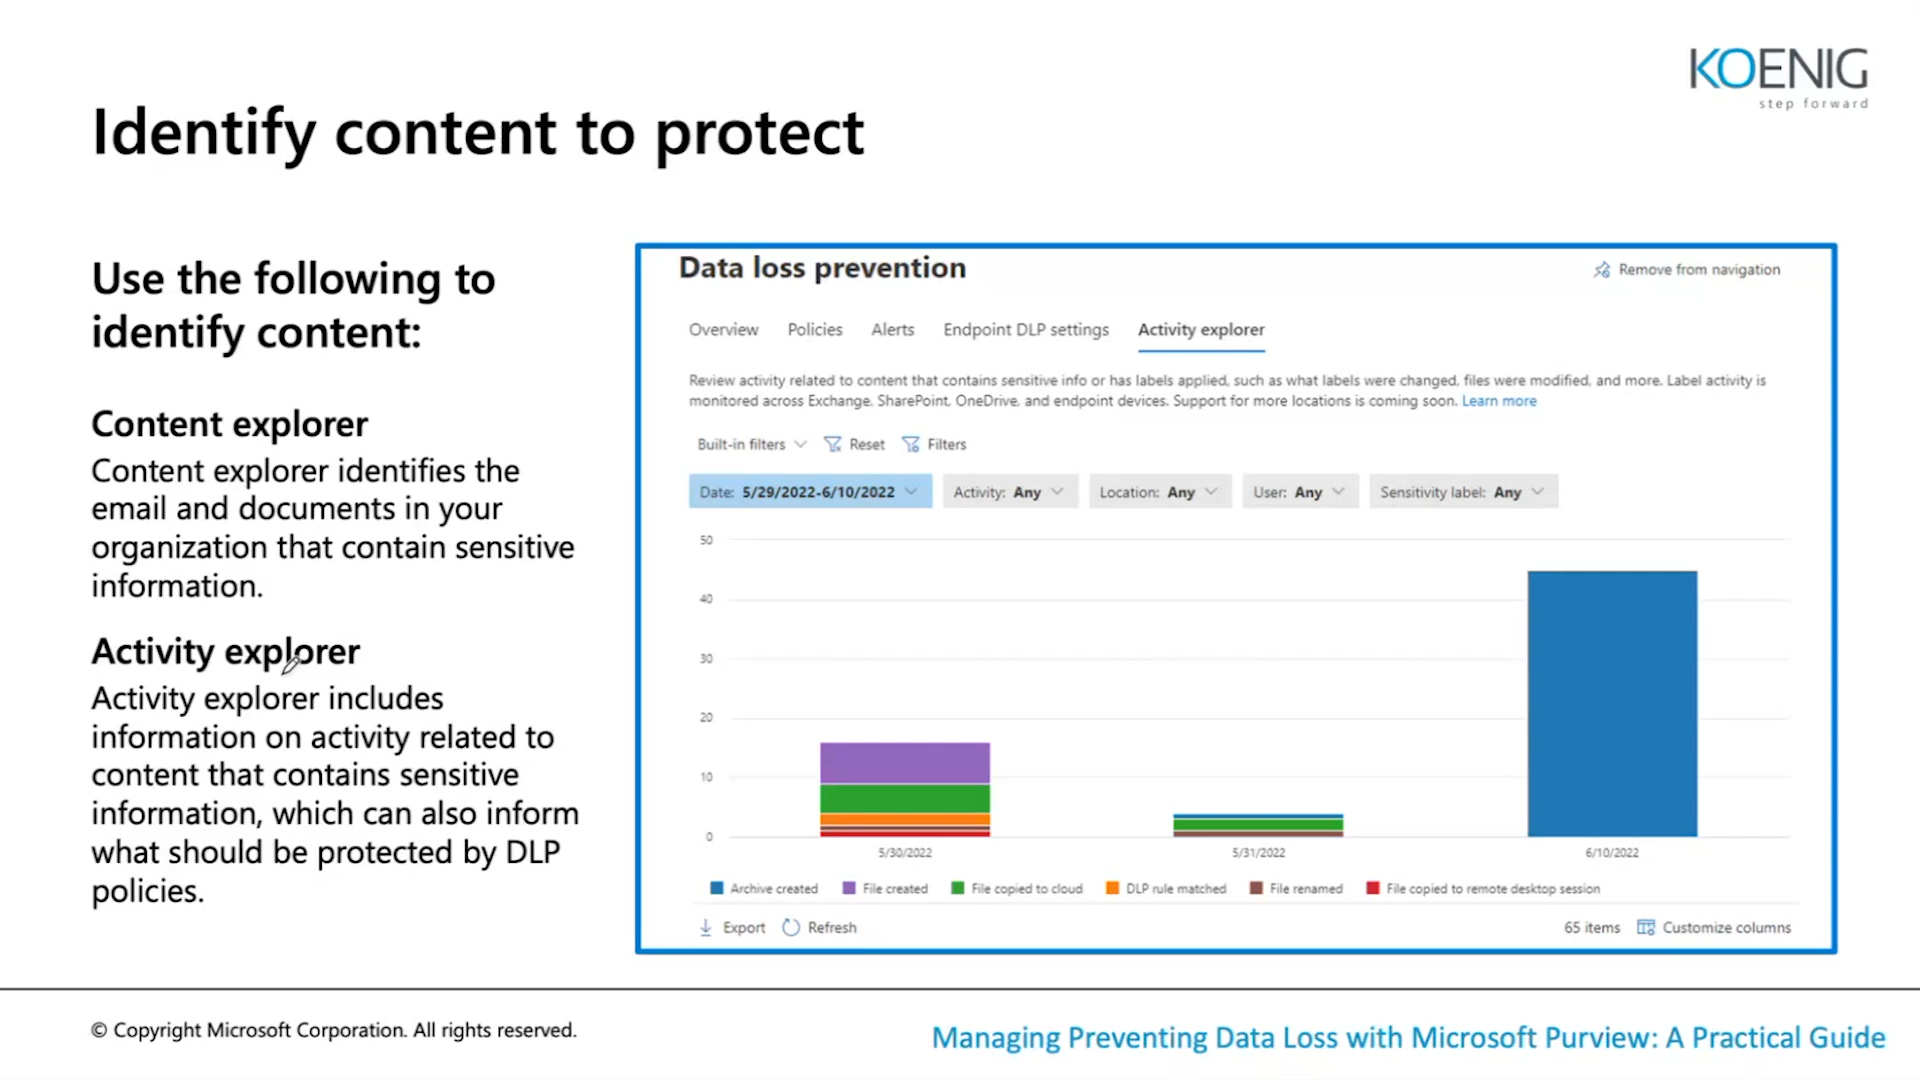 KOENIG
step forward
Identify content to protect
Use the following to
identify content:
Content explorer
Content explorer identifies the
email and documents in your
organization that contain sensitive
information.
Activity explorer
Activity explorer includes
information on activity related to
content that contains sensitive
information, which can also inform
what should be protected by DLP
policies.
Data loss prevention
Remove from navigation
Overview Policies Alerts Endpoint DLP settings Activity explorer
Review activity related to content that contains sensitive info or has labels applied, such as what labels were changed, files were modified, and more. Label activity is
monitored across Exchange, SharePoint, OneDrive, and endpoint devices. Support for more locations is coming soon. Learn more
Built-in filters Reset Filters
Date: 5/29/2022-6/10/2022 Activity: Any Location: Any User: Any Sensitivity label: Any
50
40
30
20
10
0
5/30/2022 5/31/2022 6/10/2022
Archive created File created File copied to cloud DLP rule matched File renamed File copied to remote desktop session
Export Refresh 65 items Customize columns
© Copyright Microsoft Corporation. All rights reserved.
Managing Preventing Data Loss with Microsoft Purview: A Practical Guide